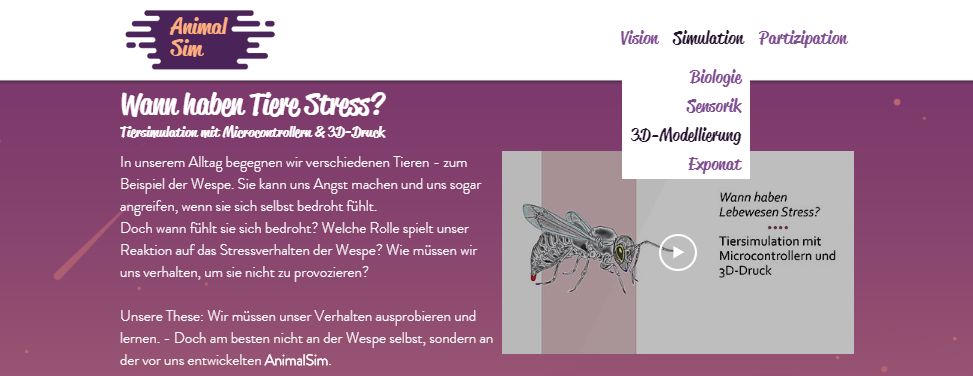 Animal
Sim
Vision Simulation Partizipation
Biologie
Sensorik
3D-Modellierung
Exponat
Wann haben Tiere Stress?
Tiersimulation mit Microcontrollern & 3D-Druck
In unserem Alltag begegnen wir verschiedenen Tieren - zum
Beispiel der Wespe. Sie kann uns Angst machen und uns sogar
angreifen, wenn sie sich selbst bedroht fühlt.
Doch wann fühlt sie sich bedroht? Welche Rolle spielt unser
Reaktion auf das Stressverhalten der Wespe? Wie müssen wir
uns verhalten, um sie nicht zu provozieren?
Unsere These: Wir müssen unser Verhalten ausprobieren und
lernen. - Doch am besten nicht an der Wespe selbst, sondern an
der vor uns entwickelten AnimalSim.
Wann haben
Lebewesen Stress?
Tiersimulation mit
Microcontrollern und
3D-Druck